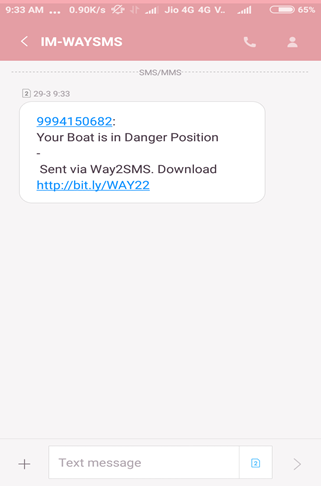 9:33 AM ... 0.90K/s Jio 4G 4G V.. 65%
IM-WAYSMS
SMS/MMS
2 29-3 9:33
9994150682:
Your Boat is in Danger Position
-
Sent via Way2SMS. Download
http://bit.ly/WAY22
+ Text message 2